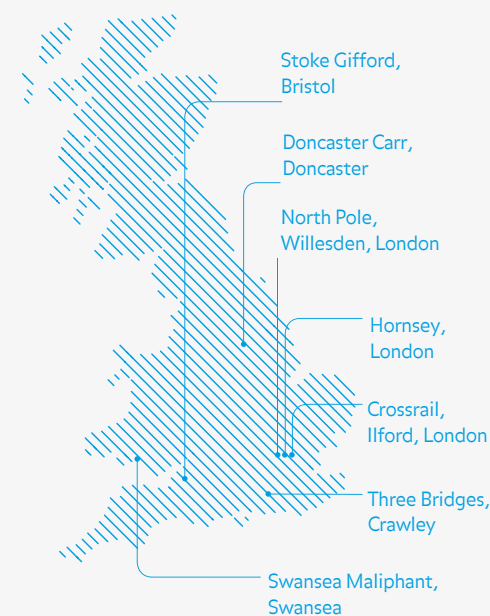 Stoke Gifford,
Bristol
Doncaster Carr,
Doncaster
North Pole,
Willesden, London
Hornsey,
London
Crossrail,
Ilford, London
Three Bridges,
Crawley
Swansea Maliphant,
Swansea